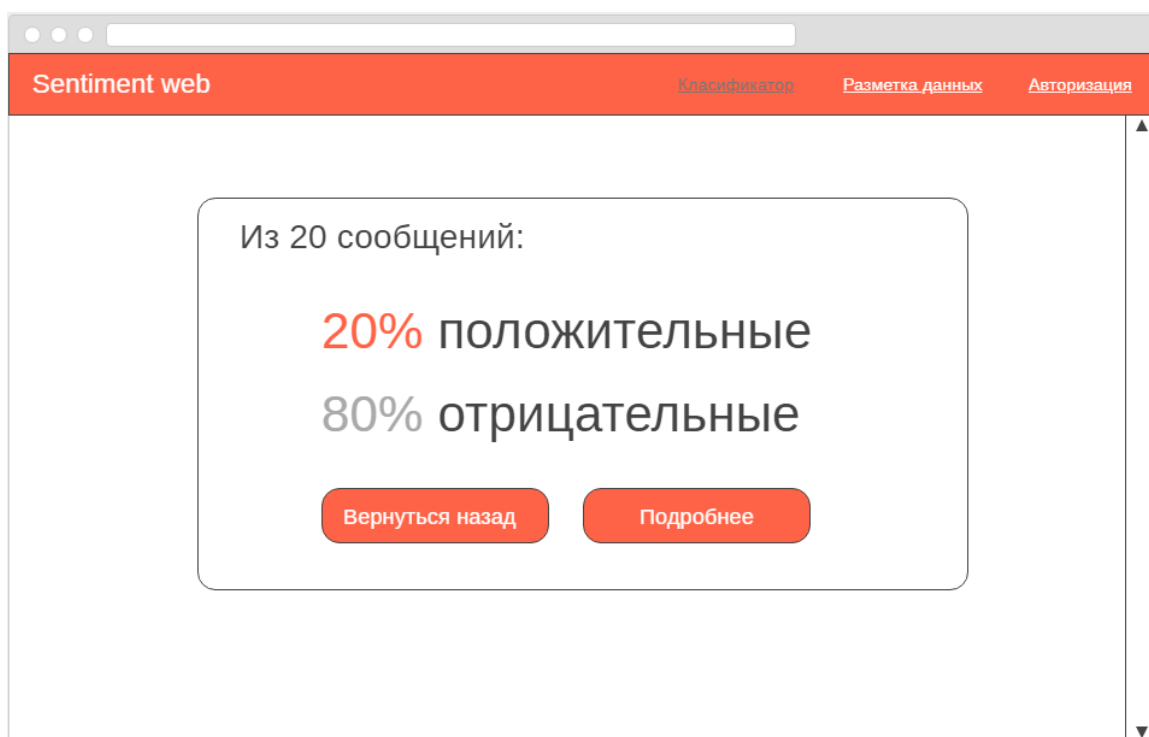 Sentiment web
Класификатор
Разметка данных
Авторизация
Из 20 сообщений:
20% положительные
80% отрицательные
Вернуться назад
Подробнее